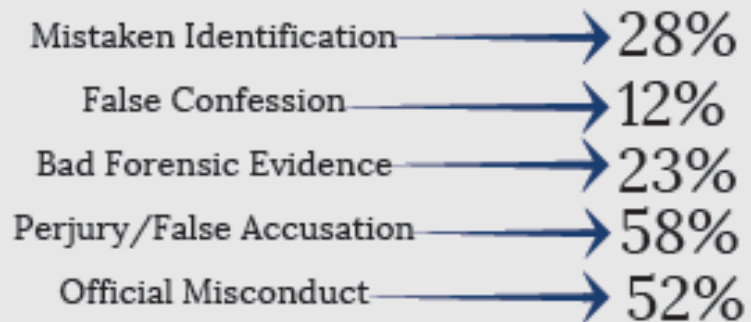 Mistaken Identification 28%
False Confession 12%
Bad Forensic Evidence 23%
Perjury/False Accusation 58%
Official Misconduct 52%